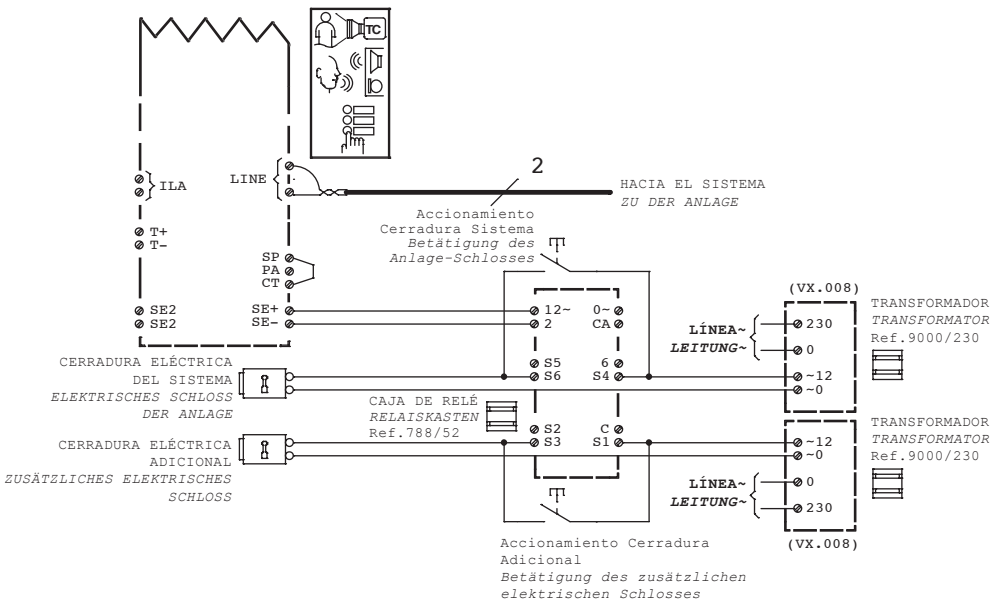 TC
ILA
LINE
2
HACIA EL SISTEMA
ZU DER ANLAGE
Accionamiento
Cerradura Sistema
Betätigung des
Anlage-Schlosses
T+
T-
SP
PA
CT
SE2
SE2
SE+
SE-
12~
2
0~
CA
S5
S6
6
S4
S2
S3
C
S1
(VX.008)
LÍNEA~
LEITUNG~
230
0
~12
~0
TRANSFORMADOR
TRANSFORMATOR
Ref.9000/230
CERRADURA ELÉCTRICA
DEL SISTEMA
ELEKTRISCHES SCHLOSS
DER ANLAGE
CAJA DE RELÉ
RELAISKASTEN
Ref.788/52
CERRADURA ELÉCTRICA
ADICIONAL
ZUSÄTZLICHES ELEKTRISCHES
SCHLOSS
~12
~0
0
230
LÍNEA~
LEITUNG~
TRANSFORMADOR
TRANSFORMATOR
Ref.9000/230
(VX.008)
Accionamiento Cerradura
Adicional
Betätigung des zusätzlichen
elektrischen Schlosses